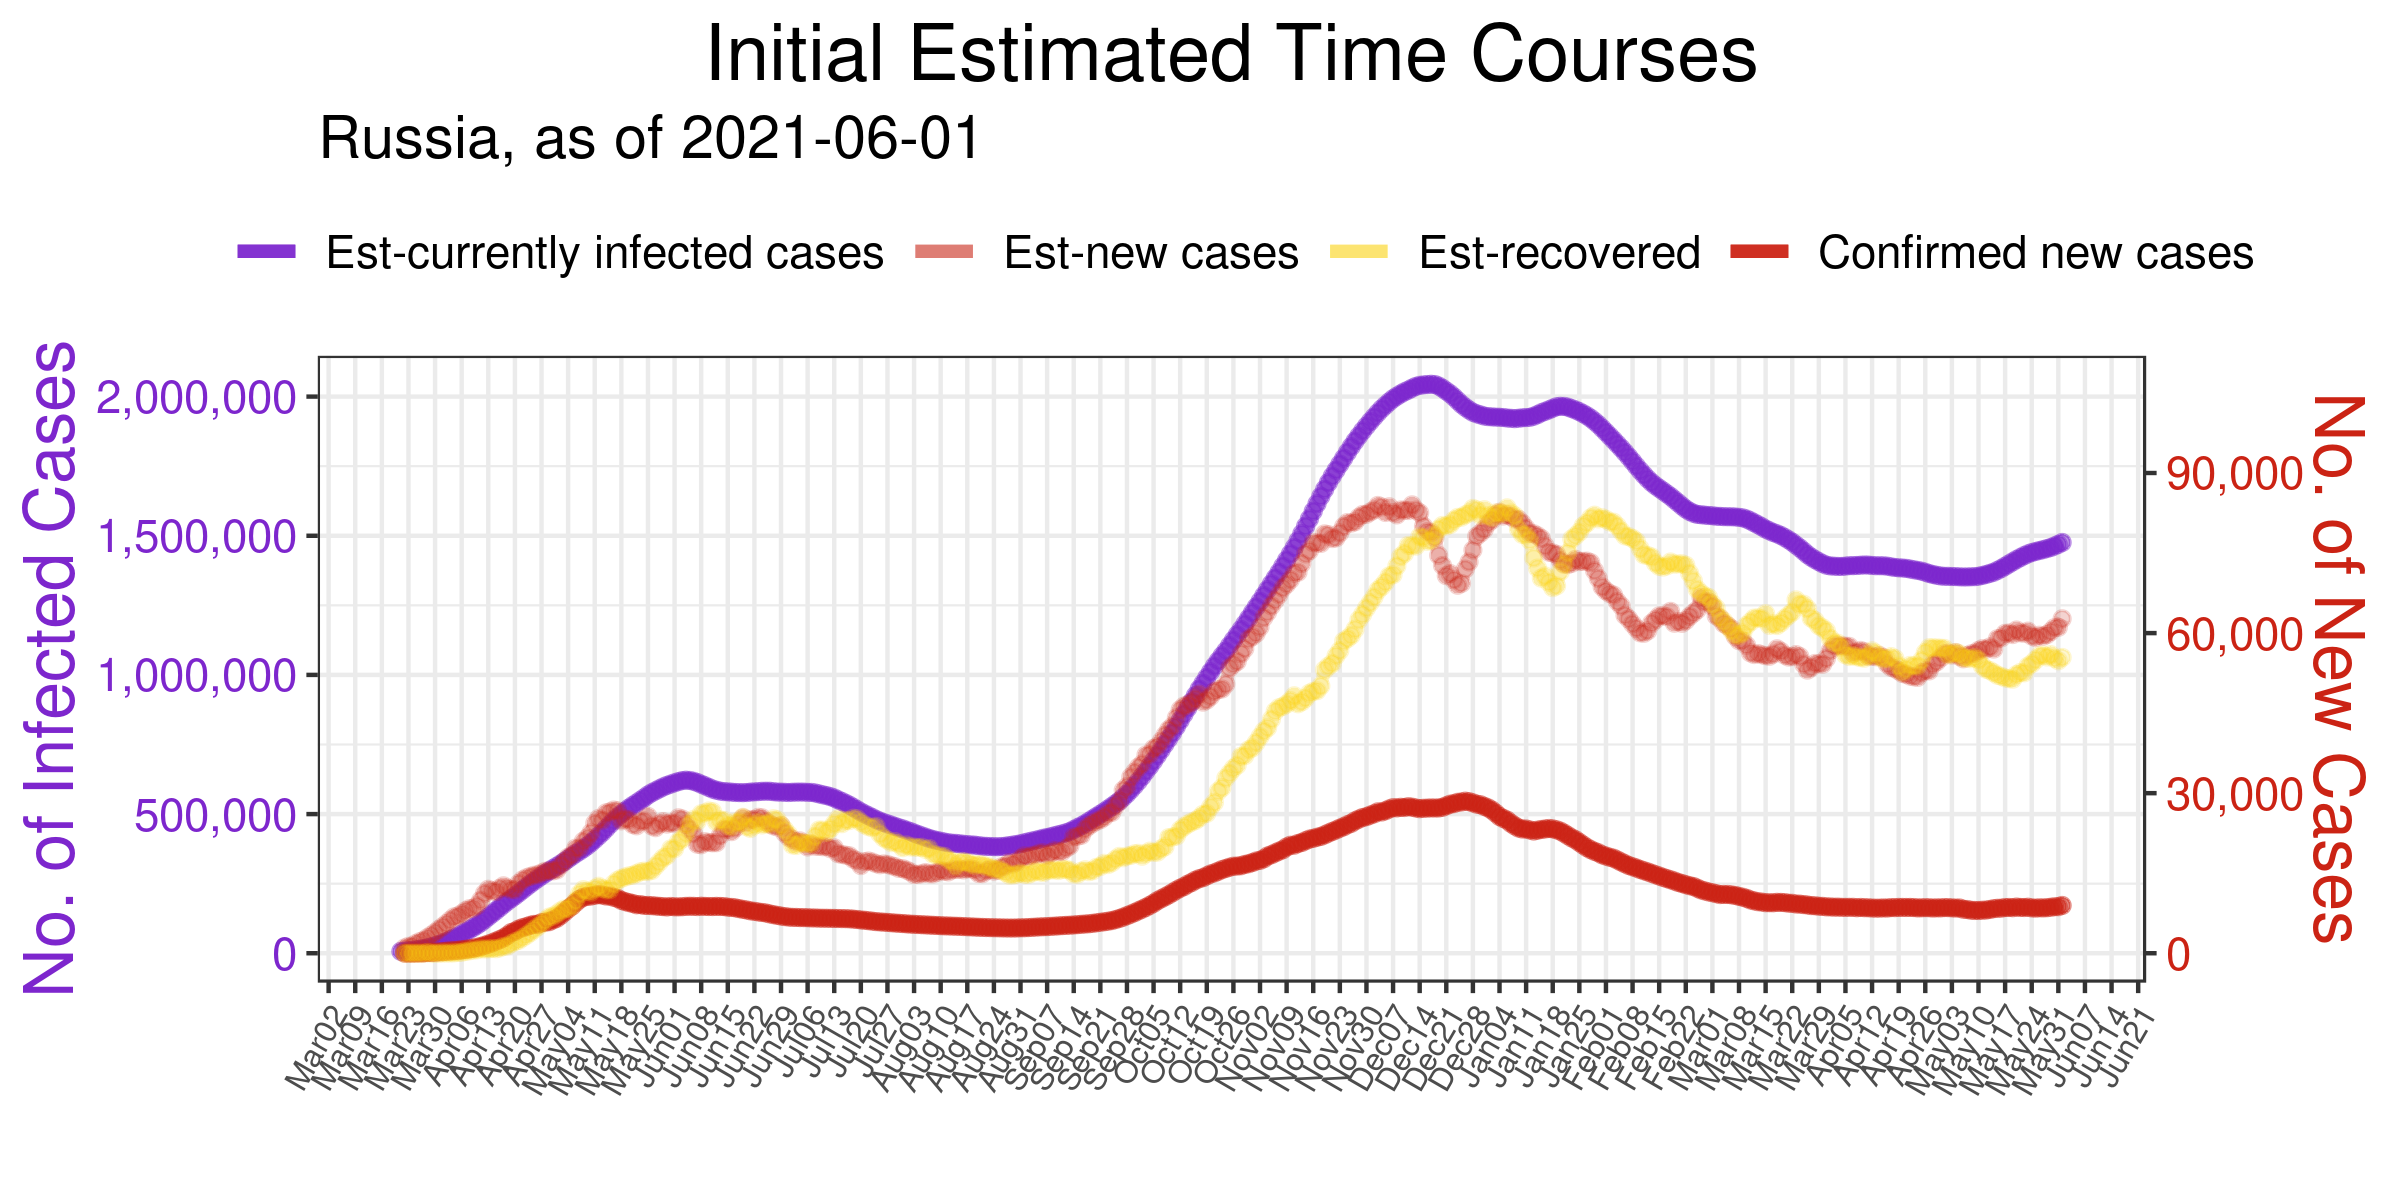 Initial Estimated Time Courses
Russia, as of 2021-06-01
Est-currently infected cases Est-new cases Est-recovered Confirmed new cases
No. of Infected Cases
2,000,000
1,500,000
1,000,000
500,000
0
No. of New Cases
90,000
60,000
30,000
0
Mar02
Mar09
Mar16
Mar23
Mar30
Apr06
Apr13
Apr20
Apr27
May04
May11
May18
May25
Jun01
Jun08
Jun15
Jun22
Jun29
Jul06
Jul13
Jul20
Jul27
Aug03
Aug10
Aug17
Aug24
Aug31
Sep07
Sep14
Sep21
Sep28
Oct05
Oct12
Oct19
Oct26
Nov02
Nov09
Nov16
Nov23
Nov30
Dec07
Dec14
Dec21
Dec28
Jan04
Jan11
Jan18
Jan25
Feb01
Feb08
Feb15
Feb22
Mar01
Mar08
Mar15
Mar22
Mar29
Apr05
Apr12
Apr19
Apr26
May03
May10
May17
May24
May31
Jun07
Jun14
Jun21